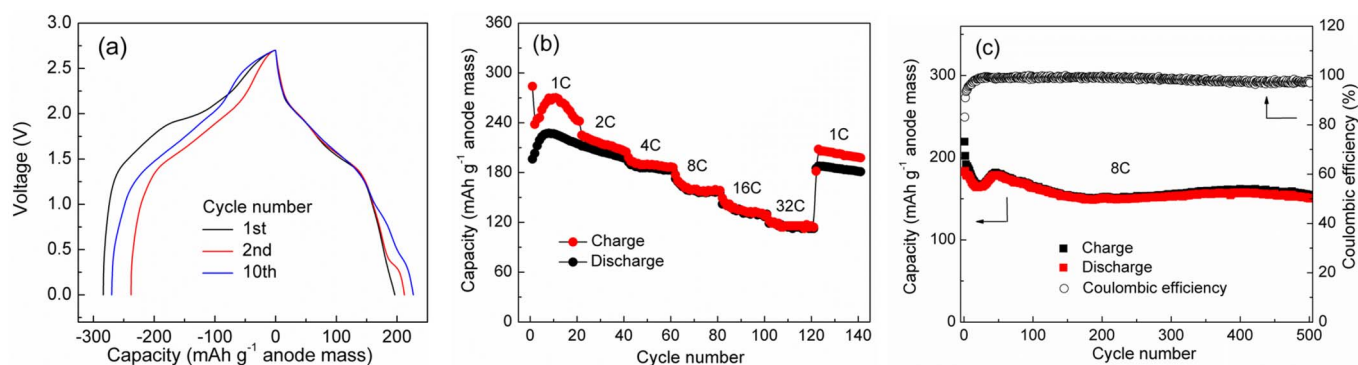 (a)
3.0
2.5
2.0
1.5
1.0
0.5
0.0
Voltage (V)
Cycle number
1st
2nd
10th
-300 -200 -100 0 100 200
Capacity (mAh g⁻¹ anode mass)
(b)
360
300
240
180
120
60
0
Capacity (mAh g⁻¹ anode mass)
1C
2C
4C
8C
16C
32C
1C
Charge
Discharge
0 20 40 60 80 100 120 140
Cycle number
(c)
300
150
0
Capacity (mAh g⁻¹ anode mass)
8C
Charge
Discharge
Coulombic efficiency
120
100
80
60
40
20
0
Coulombic efficiency (%)
0 100 200 300 400 500
Cycle number